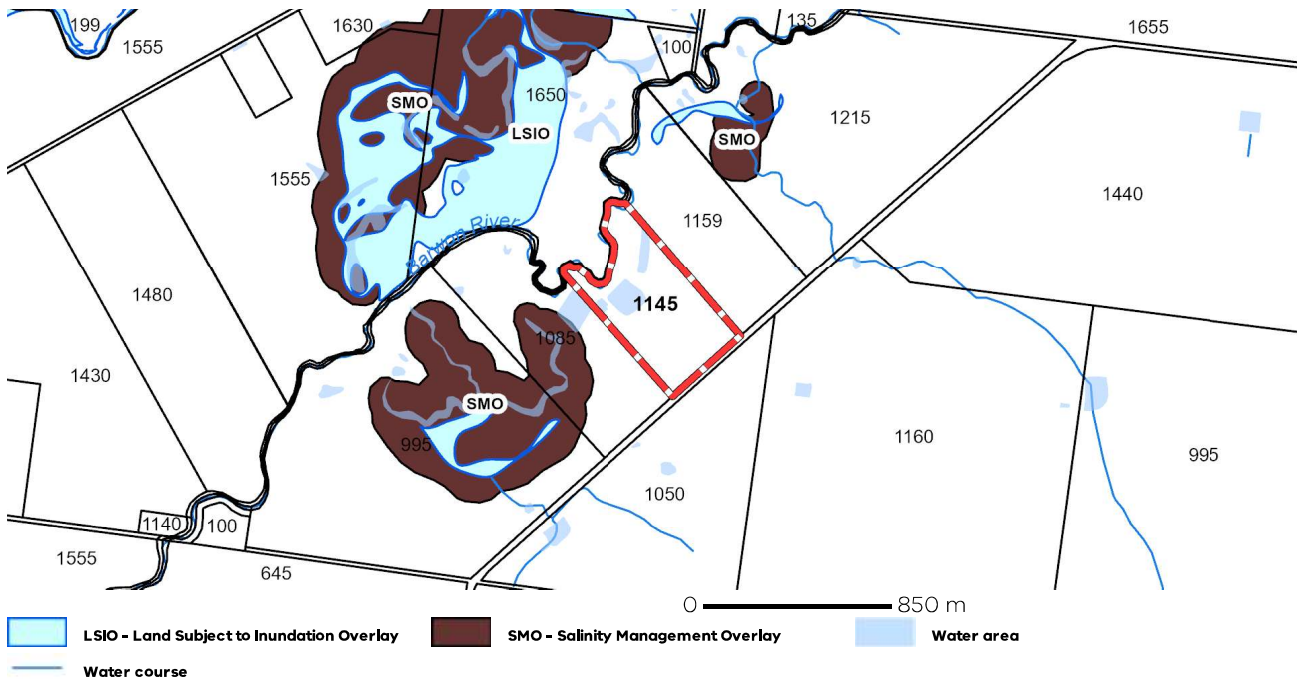 199
1555
1630
135
1655
100
SMO
1650
LSIO
1215
SMO
1555
1440
1159
Barwon River
1480
1145
1085
1430
SMO
995
1160
995
1050
1140
100
1555
645
0
850 m
LSIO - Land Subject to Inundation Overlay
SMO - Salinity Management Overlay
Water area
Water course